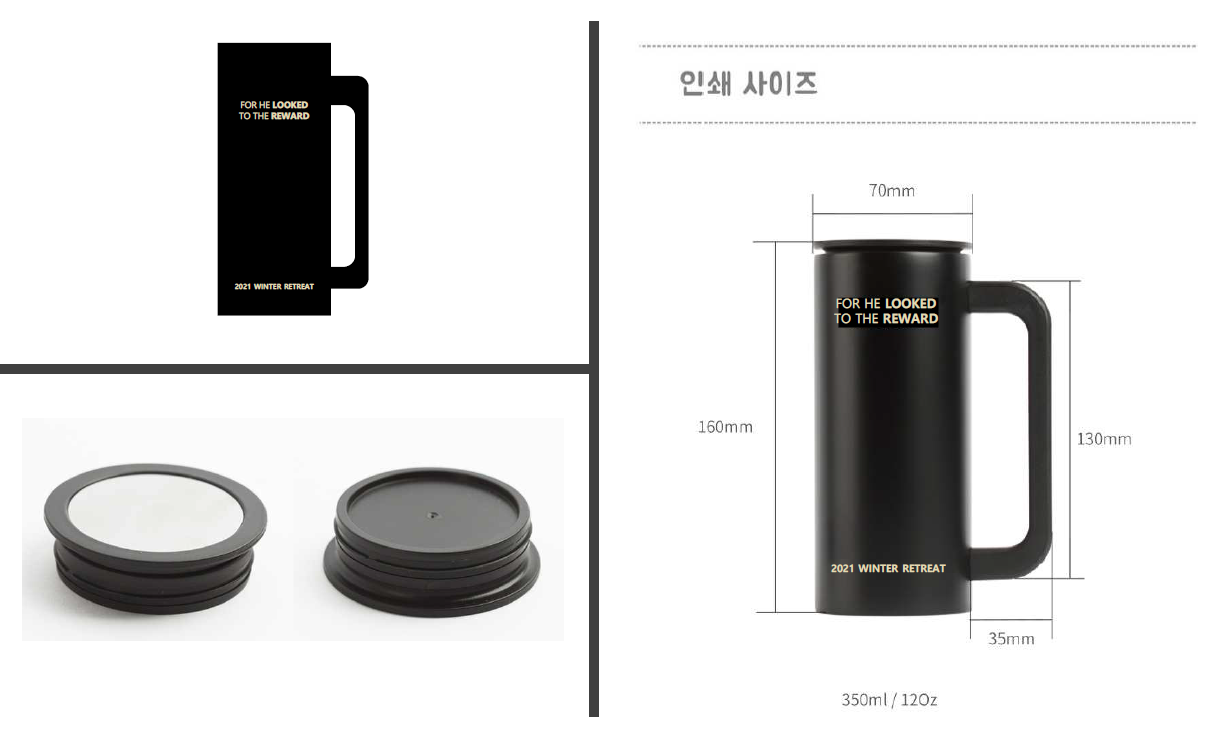 FOR HE LOOKED
TO THE REWARD
2021 WINTER RETREAT
인쇄 사이즈
70mm
FOR HE LOOKED
TO THE REWARD
160mm
130mm
2021 WINTER RETREAT
35mm
350ml / 12Oz